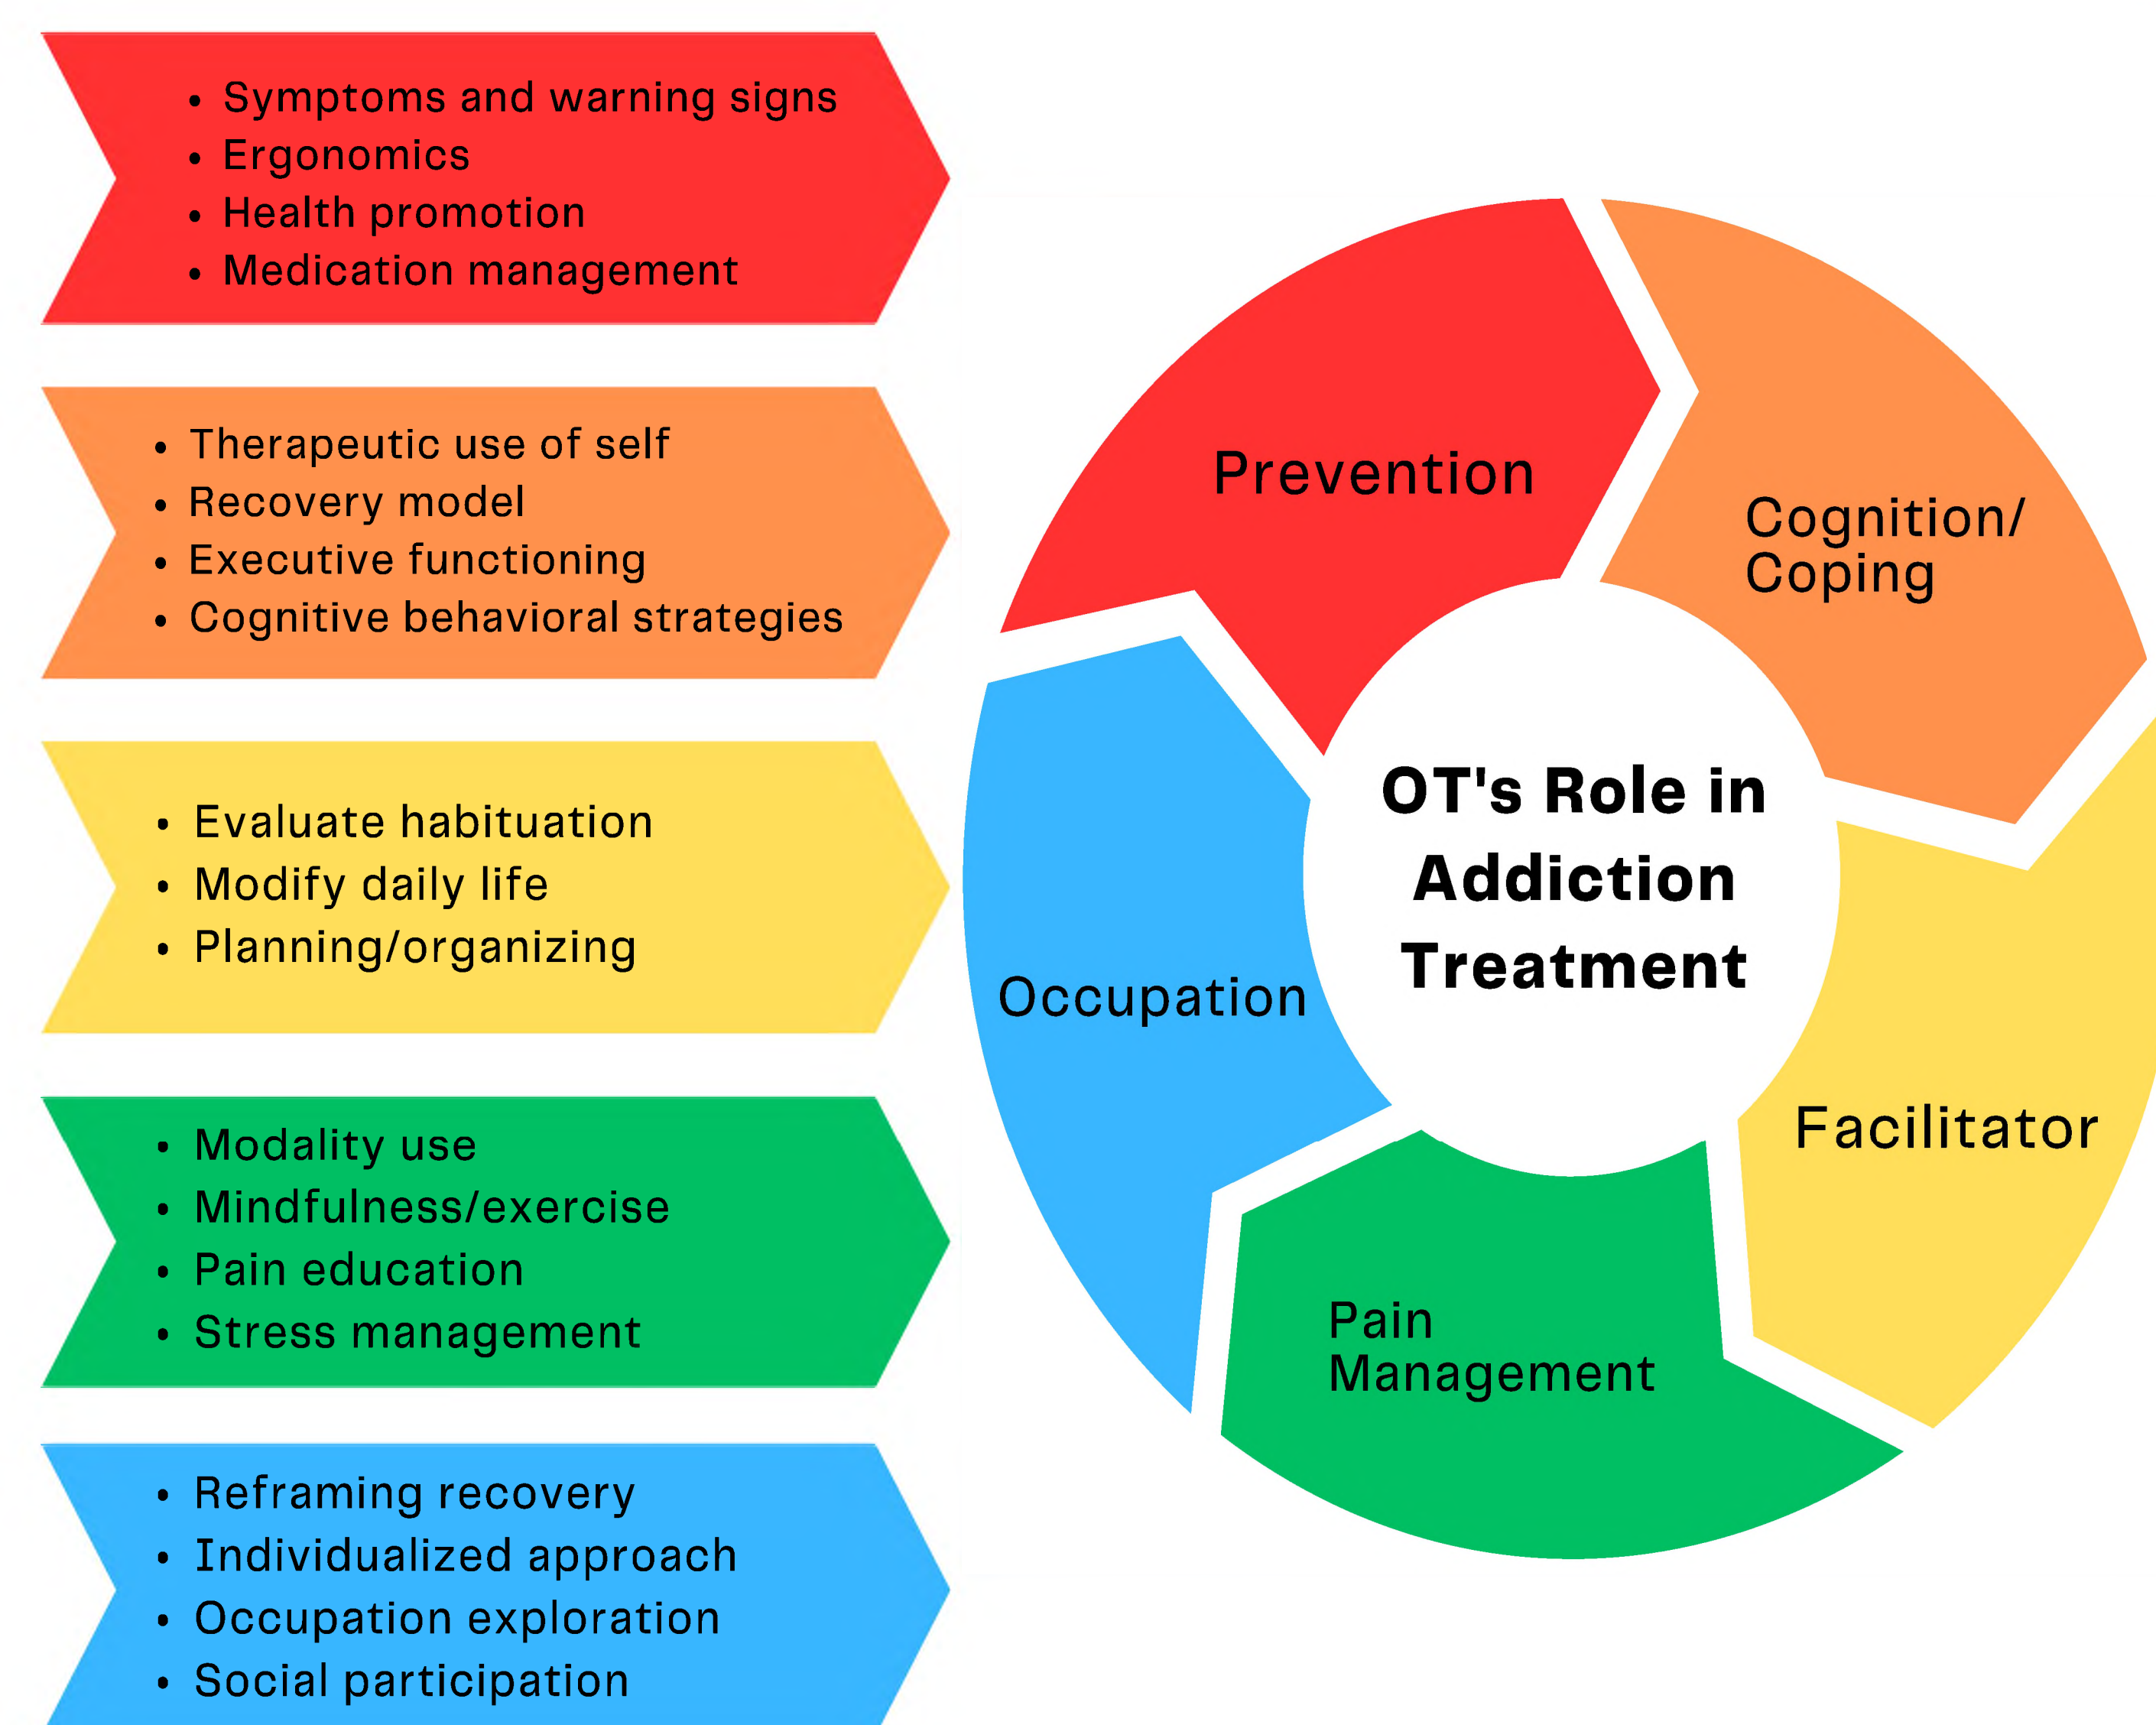 • Symptoms and warning signs
• Ergonomics
• Health promotion
• Medication management
• Therapeutic use of self
• Recovery model
• Executive functioning
• Cognitive behavioral strategies
• Evaluate habituation
• Modify daily life
• Planning/organizing
• Modality use
• Mindfulness/exercise
• Pain education
• Stress management
• Reframing recovery
• Individualized approach
• Occupation exploration
• Social participation
Prevention
Cognition/
Coping
OT's Role in
Addiction
Treatment
Occupation
Facilitator
Pain
Management